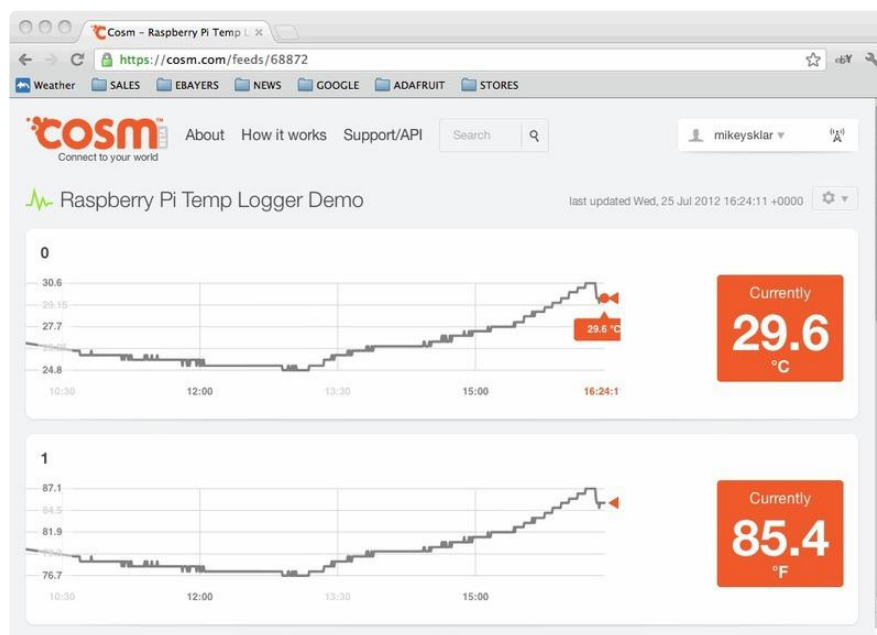 Cosm - Raspberry Pi Temp L
https://cosm.com/feeds/68872
Weather SALES EBAYERS NEWS GOOGLE ADAFRUIT STORES
cosm™ BETA
Connect to your world
About How it works Support/API Search mikeysklar
Raspberry Pi Temp Logger Demo
last updated Wed, 25 Jul 2012 16:24:11 +0000
0
30.6
29.15
27.7
24.8
29.6 °C
10:30 12:00 13:30 15:00 16:24:1
Currently
29.6
°C
1
87.1
84.5
81.9
76.7
10:30 12:00 13:30 15:00
Currently
85.4
°F